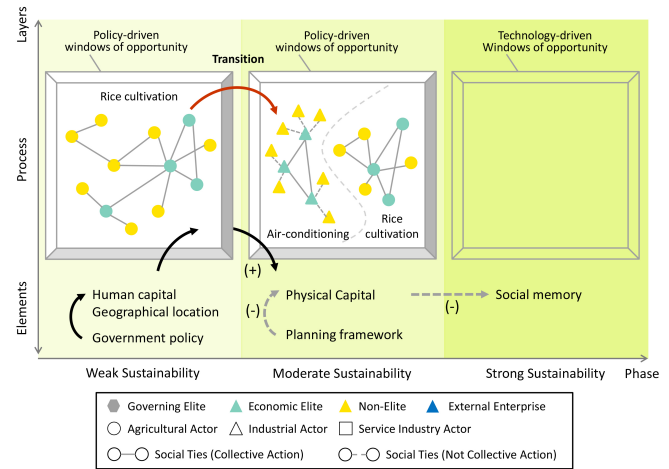 Layers
Policy-driven
windows of opportunity
Policy-driven
windows of opportunity
Technology-driven
Windows of opportunity
Transition
Process
Rice cultivation
Air-conditioning
Rice
cultivation
(+)
Elements
Human capital
Geographical location
Government policy
(-)
Physical Capital
Planning framework
(-)
Social memory
Weak Sustainability
Moderate Sustainability
Strong Sustainability
Phase
Governing Elite
Economic Elite
Non-Elite
External Enterprise
Agricultural Actor
Industrial Actor
Service Industry Actor
Social Ties (Collective Action)
Social Ties (Not Collective Action)